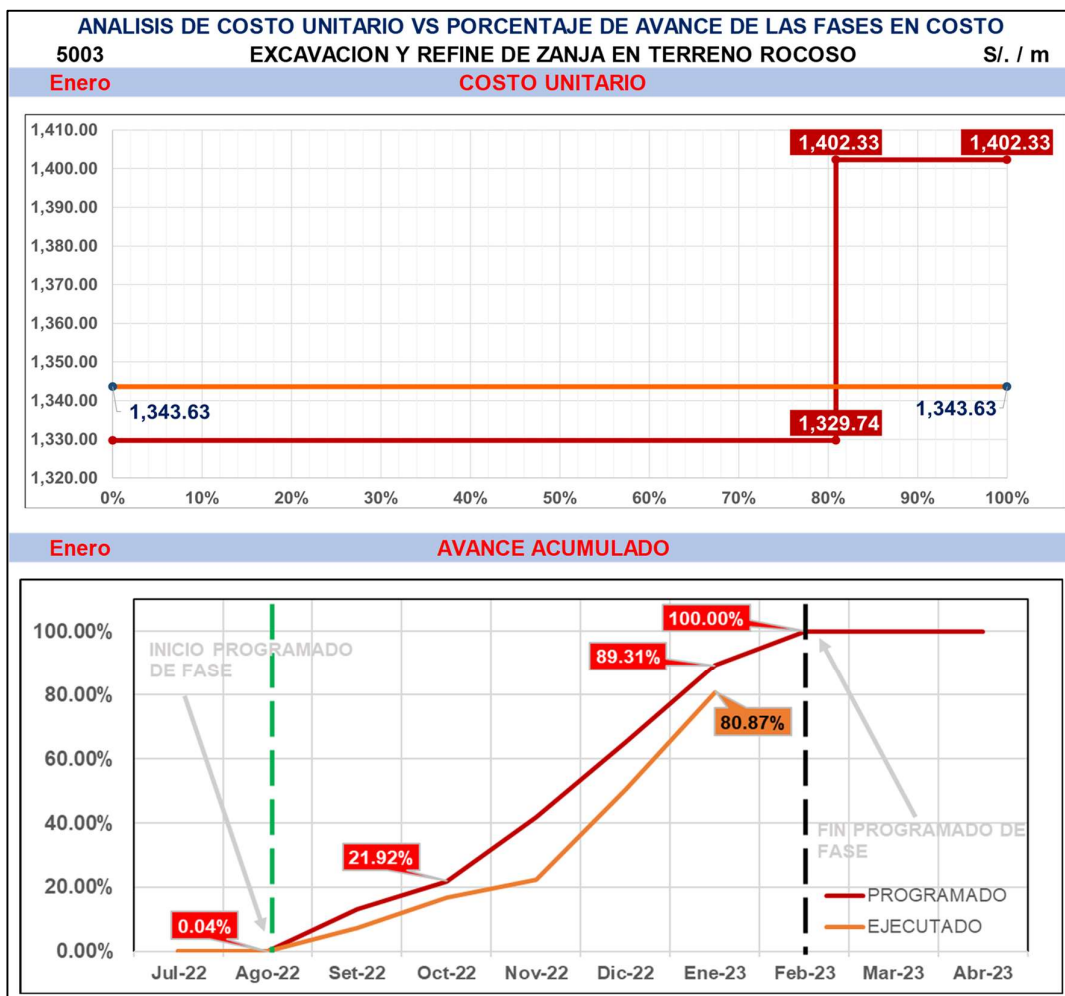 ANALISIS DE COSTO UNITARIO VS PORCENTAJE DE AVANCE DE LAS FASES EN COSTO
5003 EXCAVACION Y REFINE DE ZANJA EN TERRENO ROCOSO S/. / m
Enero COSTO UNITARIO
1,410.00
1,402.33 1,402.33
1,400.00
1,390.00
1,380.00
1,370.00
1,360.00
1,350.00
1,340.00
1,343.63 1,343.63
1,330.00
1,329.74
1,320.00
0% 10% 20% 30% 40% 50% 60% 70% 80% 90% 100%
Enero AVANCE ACUMULADO
100.00%
100.00%
INICIO PROGRAMADO
DE FASE
89.31%
80.00%
80.87%
60.00%
40.00%
FIN PROGRAMADO DE
FASE
21.92%
20.00%
PROGRAMADO
0.04%
EJECUTADO
0.00%
Jul-22 Ago-22 Set-22 Oct-22 Nov-22 Dic-22 Ene-23 Feb-23 Mar-23 Abr-23